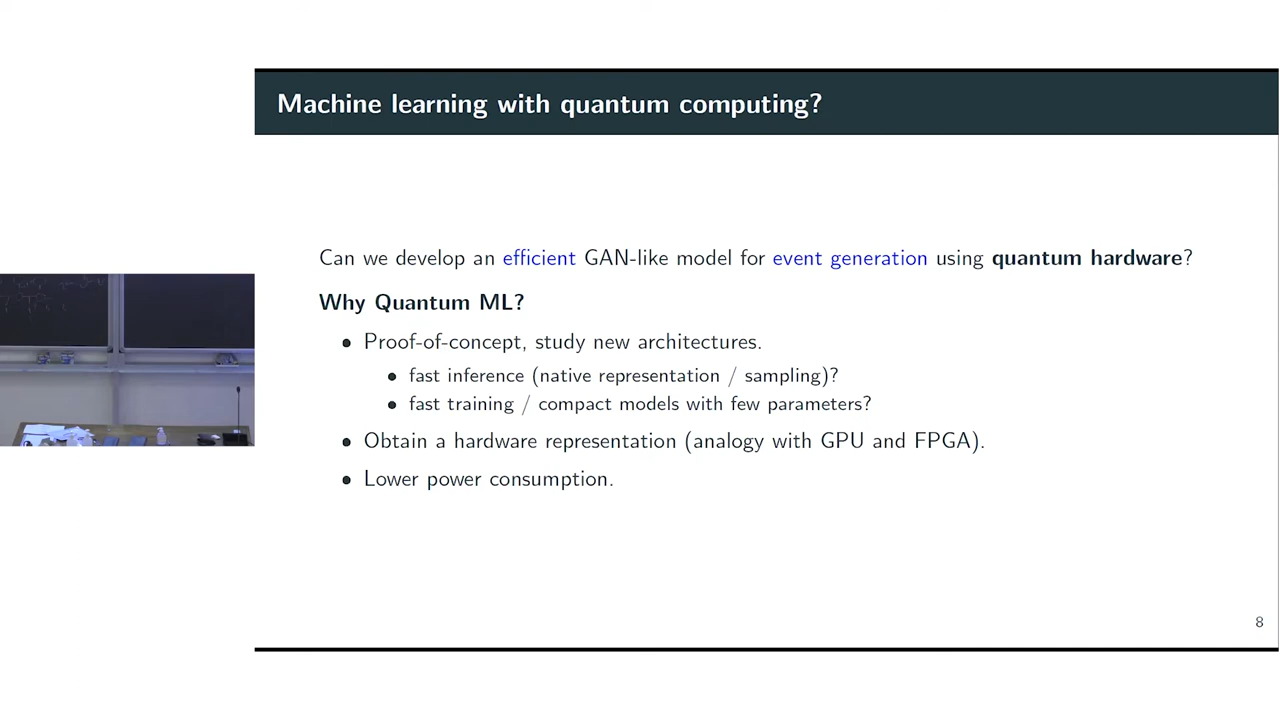 Machine learning with quantum computing?
Can we develop an efficient GAN-like model for event generation using quantum hardware?
Why Quantum ML?
• Proof-of-concept, study new architectures.
• fast inference (native representation / sampling)?
• fast training / compact models with few parameters?
• Obtain a hardware representation (analogy with GPU and FPGA).
• Lower power consumption.
8